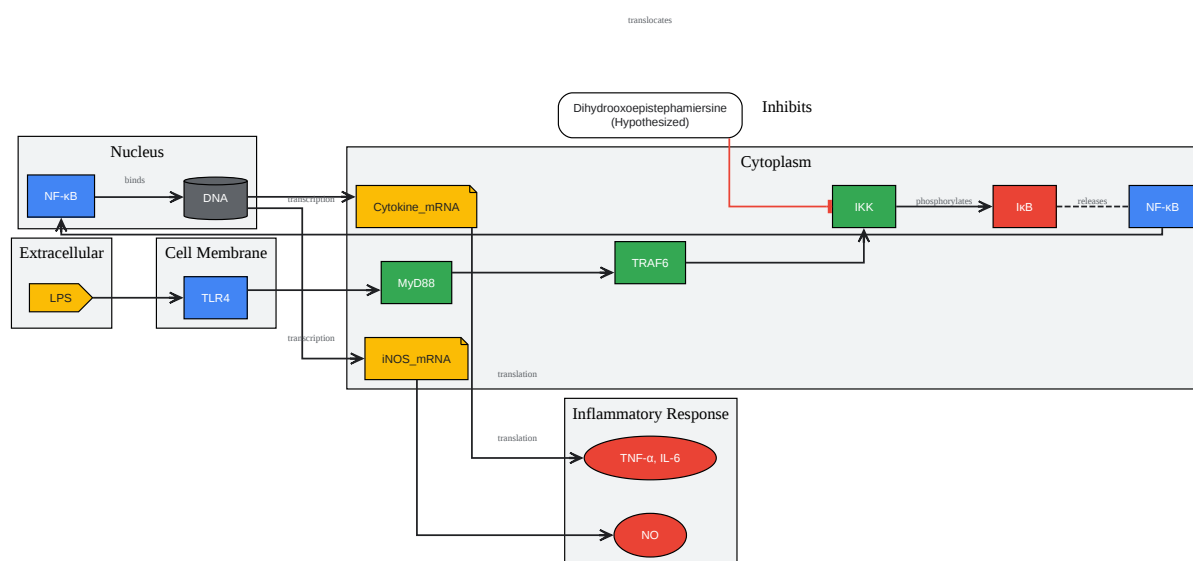 translocates
Dihydrooxoepistephamiersine
(Hypothesized)
Inhibits
Nucleus
Cytoplasm
NF-κB
binds
DNA
transcription
Cytokine_mRNA
IKK
phosphorylates
IκB
releases
NF-κB
Extracellular
Cell Membrane
LPS
TLR4
MyD88
TRAF6
transcription
iNOS_mRNA
translation
Inflammatory Response
translation
TNF-α, IL-6
NO